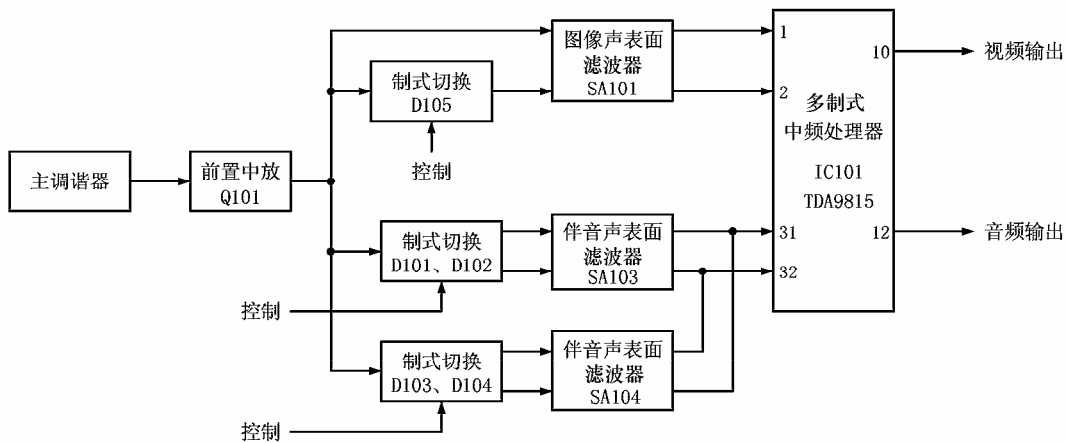 主调谐器
前置中放
Q101
制式切换
D105
控制
制式切换
D101、D102
控制
制式切换
D103、D104
控制
图像声表面
滤波器
SA101
伴音声表面
滤波器
SA103
伴音声表面
滤波器
SA104
1
2
31
32
10
12
多制式
中频处理器
IC101
TDA9815
视频输出
音频输出